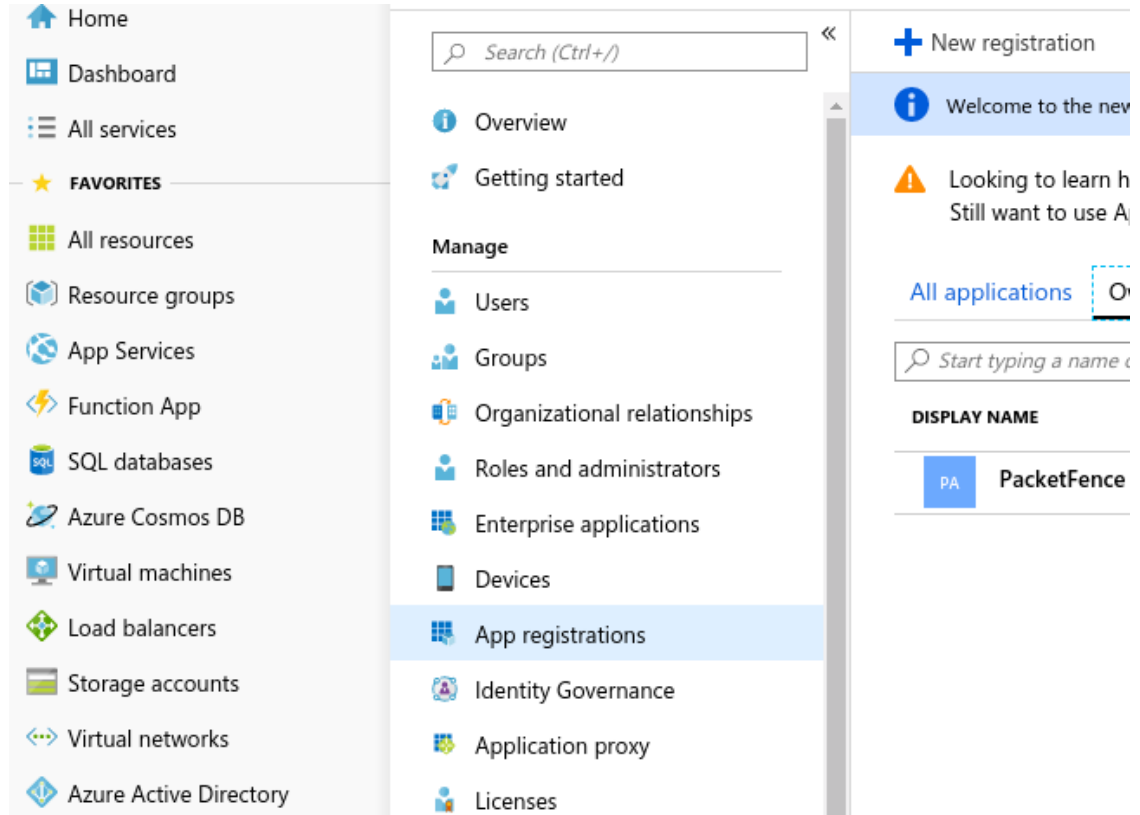 Home
Dashboard
All services
FAVORITES
All resources
Resource groups
App Services
Function App
SQL databases
Azure Cosmos DB
Virtual machines
Load balancers
Storage accounts
Virtual networks
Azure Active Directory
Search (Ctrl+/)
Overview
Getting started
Manage
Users
Groups
Organizational relationships
Roles and administrators
Enterprise applications
Devices
App registrations
Identity Governance
Application proxy
Licenses
New registration
Welcome to the new
Looking to learn h
Still want to use A
All applications
Start typing a name
DISPLAY NAME
PA PacketFence